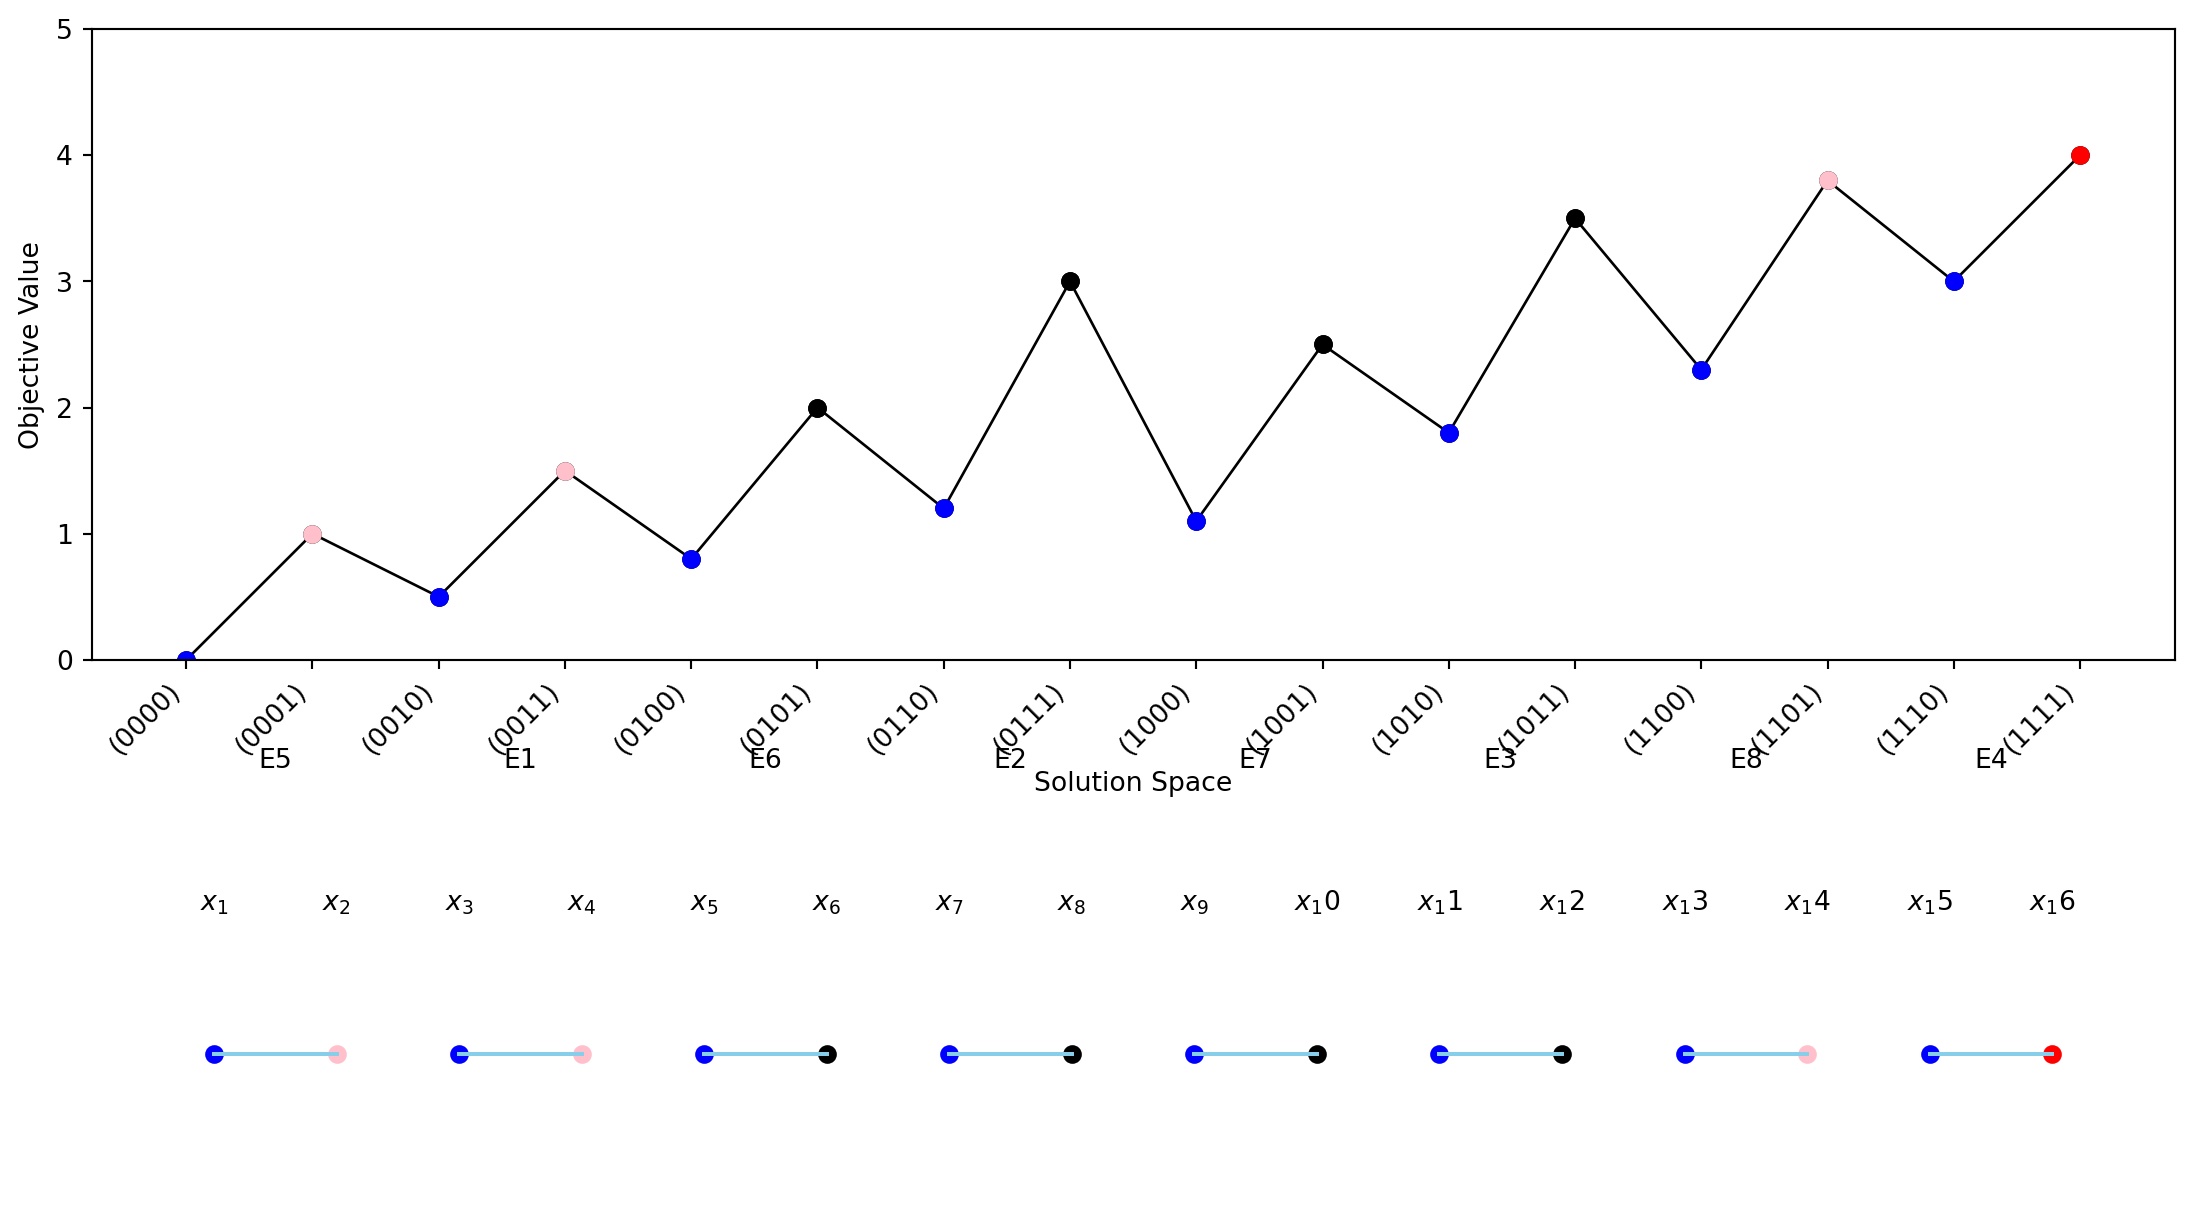 5
4
3
2
1
0
Objective Value
(0000) (0001) (0010) (0011) (0100) (0101) (0110) (0111) (1000) (1001) (1010) (1011) (1100) (1101) (1110) (1111)
E5 E1 E6 E2 E7 E3 E8 E4
Solution Space
x₁ x₂ x₃ x₄ x₅ x₆ x₇ x₈ x₉ x₁0 x₁1 x₁2 x₁3 x₁4 x₁5 x₁6